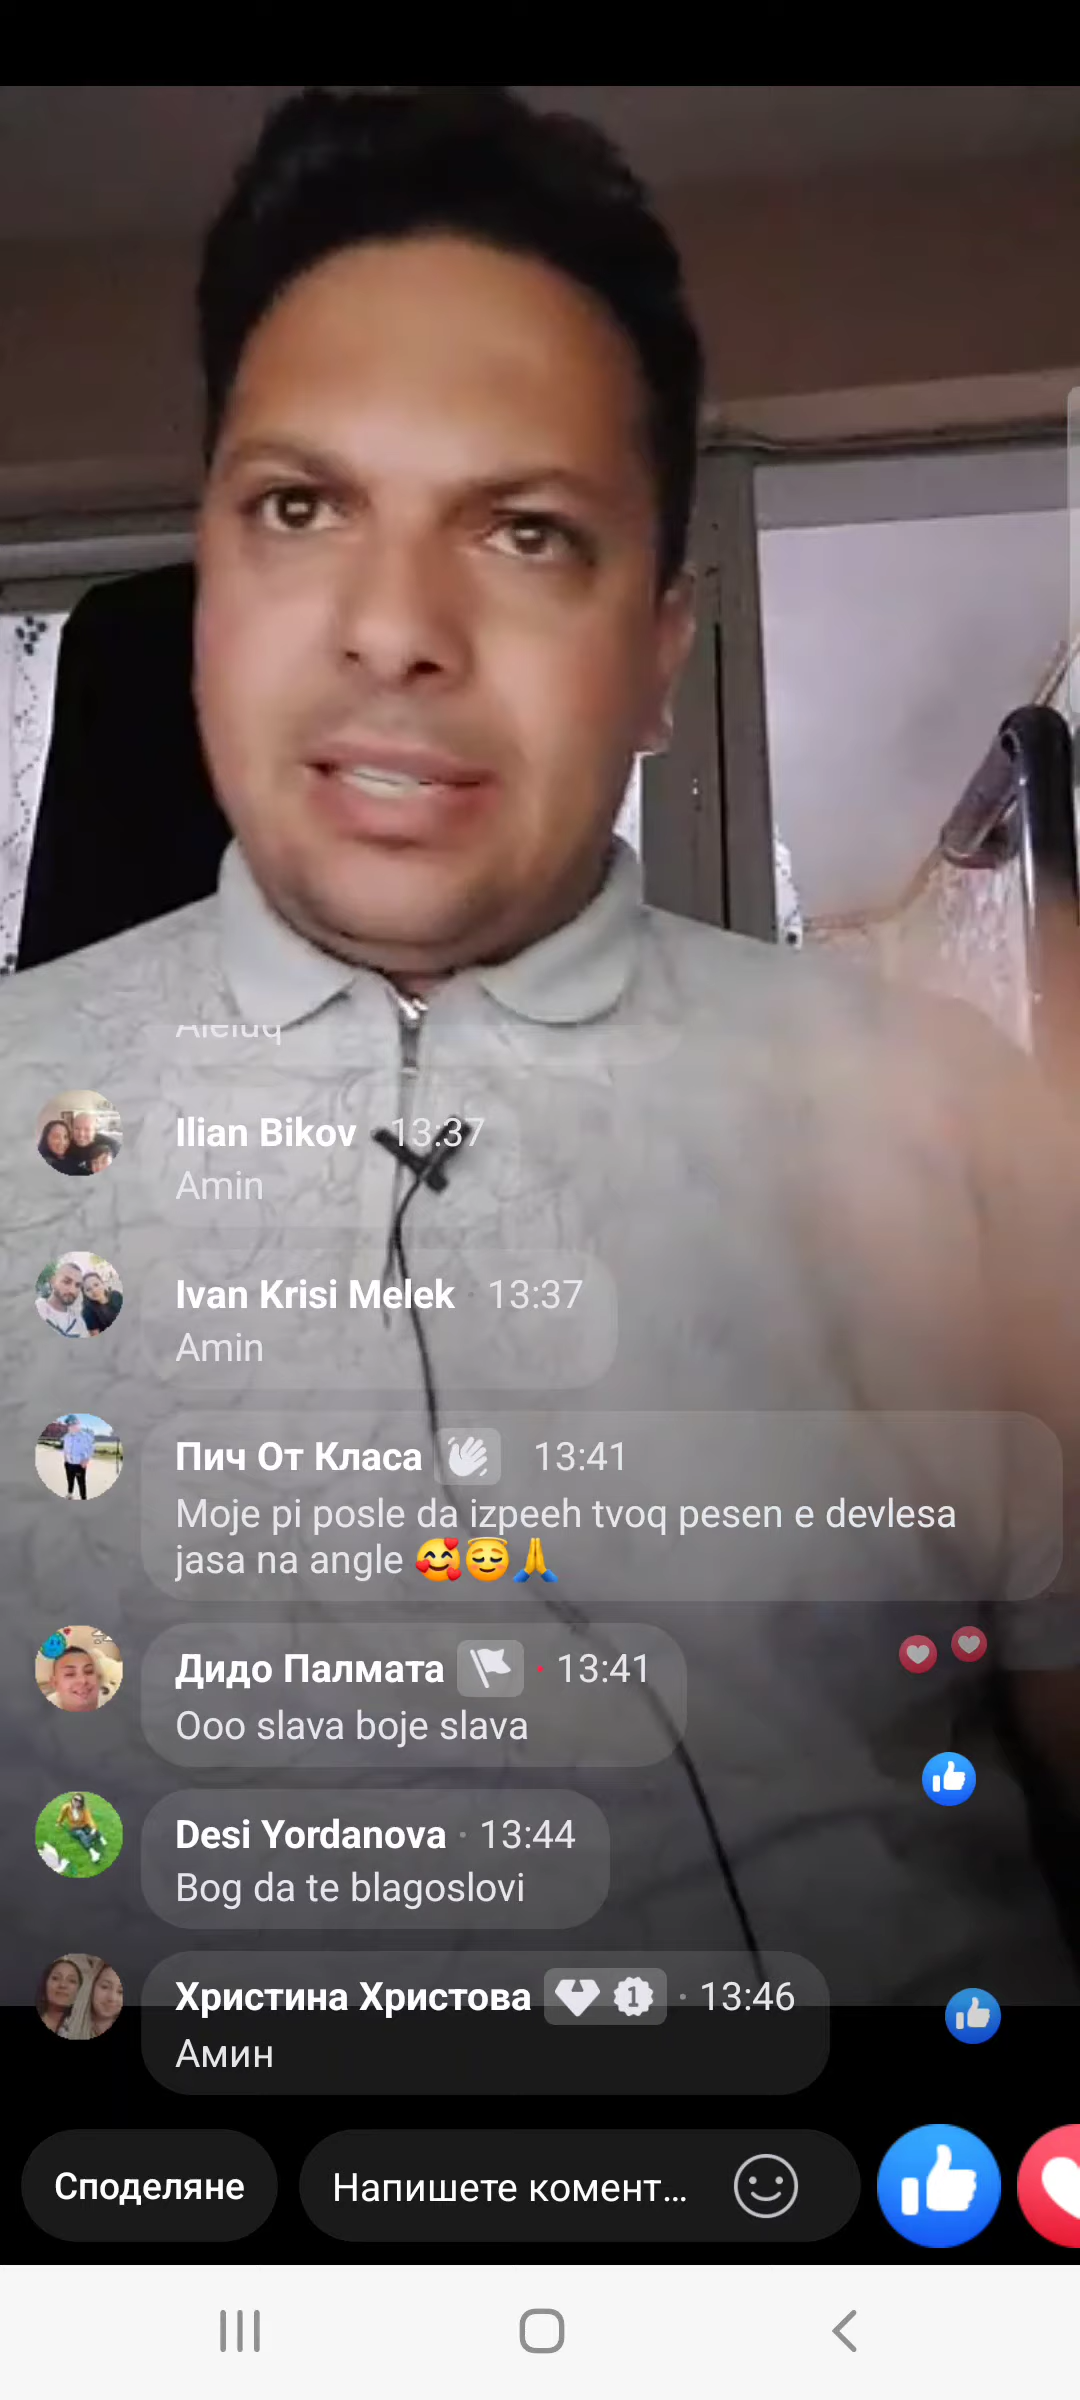 Ilian Bikov 13:37
Amin
Ivan Krisi Melek · 13:37
Amin
Пич От Класа 13:41
Moje pi posle da izpeeh tvoq pesen e devlesa
jasa na angle 🥰😇🙏
Дидо Палмата · 13:41
Ooo slava boje slava
Desi Yordanova · 13:44
Bog da te blagoslovi
Христина Христова 1 · 13:46
Амин
Споделяне
Напишете комент...